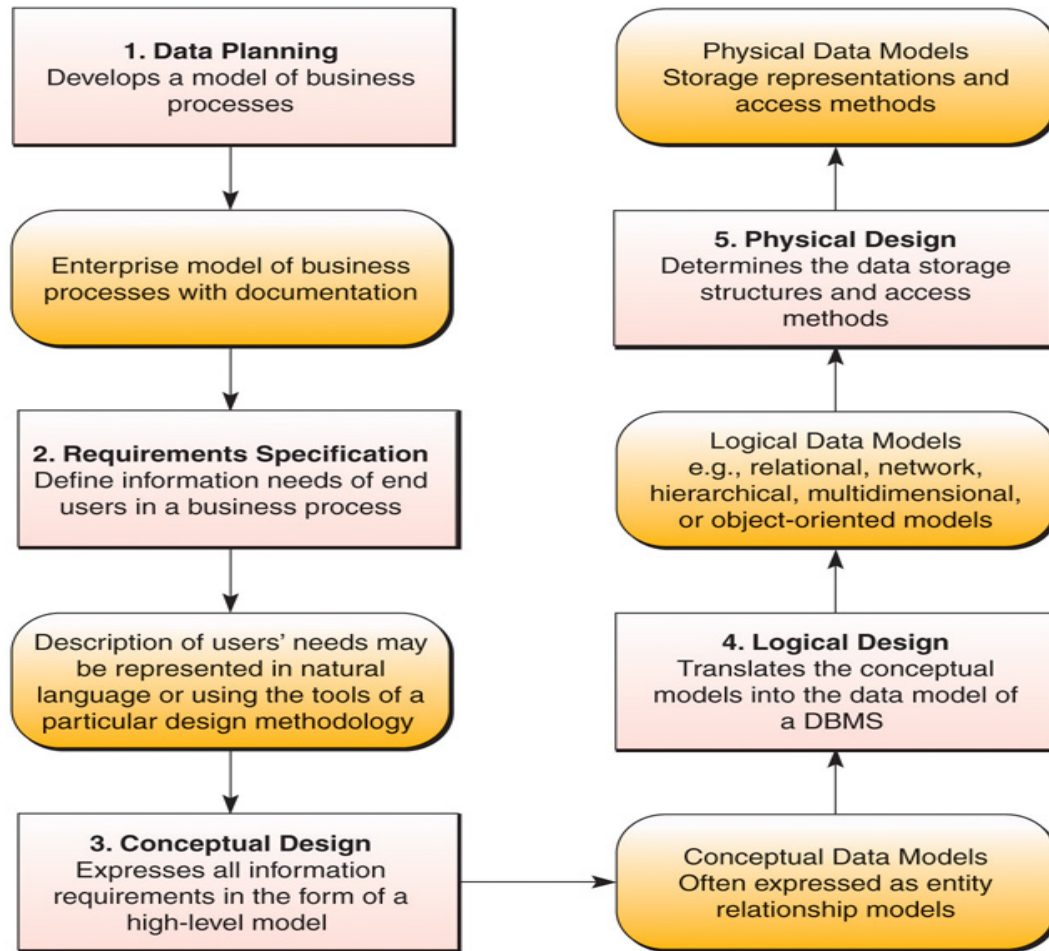 1. Data Planning
Develops a model of business
processes
Enterprise model of business
processes with documentation
2. Requirements Specification
Define information needs of end
users in a business process
Description of users' needs may
be represented in natural
language or using the tools of a
particular design methodology
3. Conceptual Design
Expresses all information
requirements in the form of a
high-level model
Conceptual Data Models
Often expressed as entity
relationship models
4. Logical Design
Translates the conceptual
models into the data model of
a DBMS
Logical Data Models
e.g., relational, network,
hierarchical, multidimensional,
or object-oriented models
5. Physical Design
Determines the data storage
structures and access
methods
Physical Data Models
Storage representations and
access methods